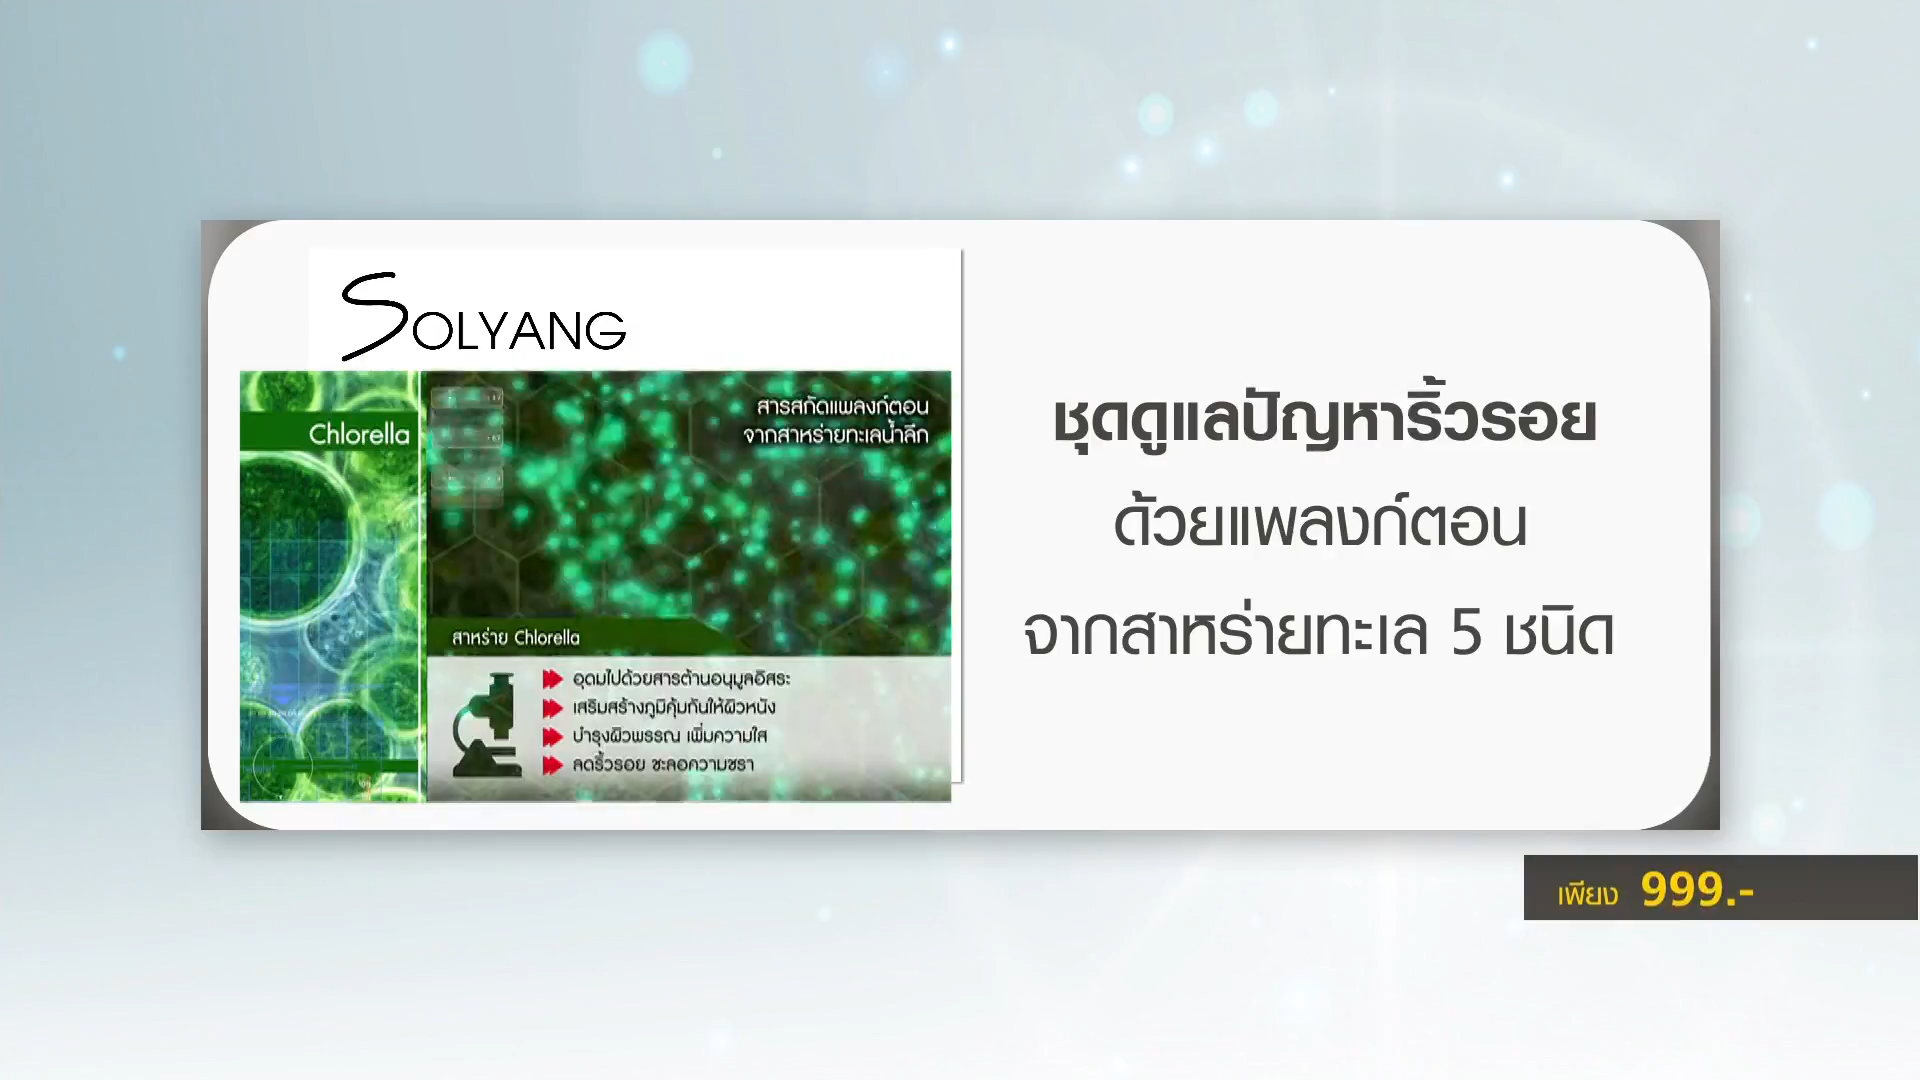 SOLYANG
Chlorella
สารสกัดแพลงก์ตอน
จากสาหร่ายทะเลน้ำลึก
สาหร่าย Chlorella
อุดมไปด้วยสารต้านอนุมูลอิสระ
เสริมสร้างภูมิคุ้มกันให้ผิวหนัง
บำรุงผิวพรรณ เพิ่มความใส
ลดริ้วรอย ชะลอความชรา
ชุดดูแลปัญหาริ้วรอย
ด้วยแพลงก์ตอน
จากสาหร่ายทะเล 5 ชนิด
เพียง 999.-